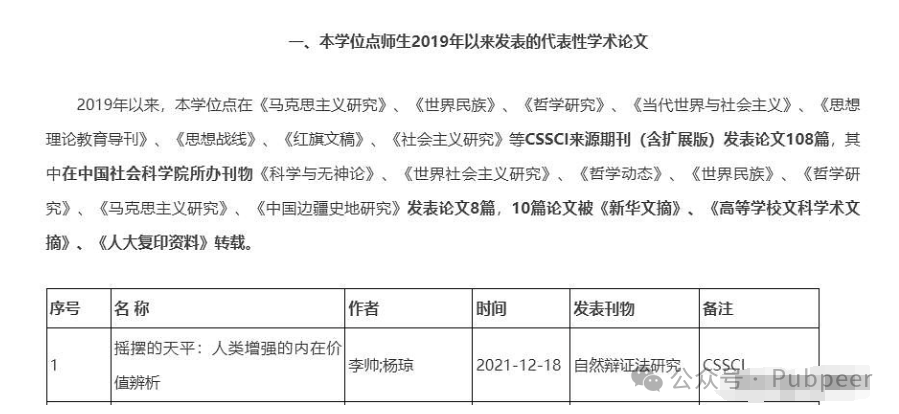 一、本学位点师生2019年以来发表的代表性学术论文
2019年以来，本学位点在《马克思主义研究》、《世界民族》、《哲学研究》、《当代世界与社会主义》、《思想
理论教育导刊》、《思想战线》、《红旗文稿》、《社会主义研究》等CSSCI来源期刊（含扩展版）发表论文108篇，其
中在中国社会科学院所办刊物《科学与无神论》、《世界社会主义研究》、《哲学动态》、《世界民族》、《哲学研
究》、《马克思主义研究》、《中国边疆史地研究》发表论文8篇，10篇论文被《新华文摘》、《高等学校文科学术文
摘》、《人大复印资料》转载。
序号 名 称 作者 时间 发表刊物 备注
摇摆的天平：人类增强的内在价
1 李帅;杨琼 2021-12-18 自然辩证法研究 CSSCI
值辨析
公众号 · Pubpeer